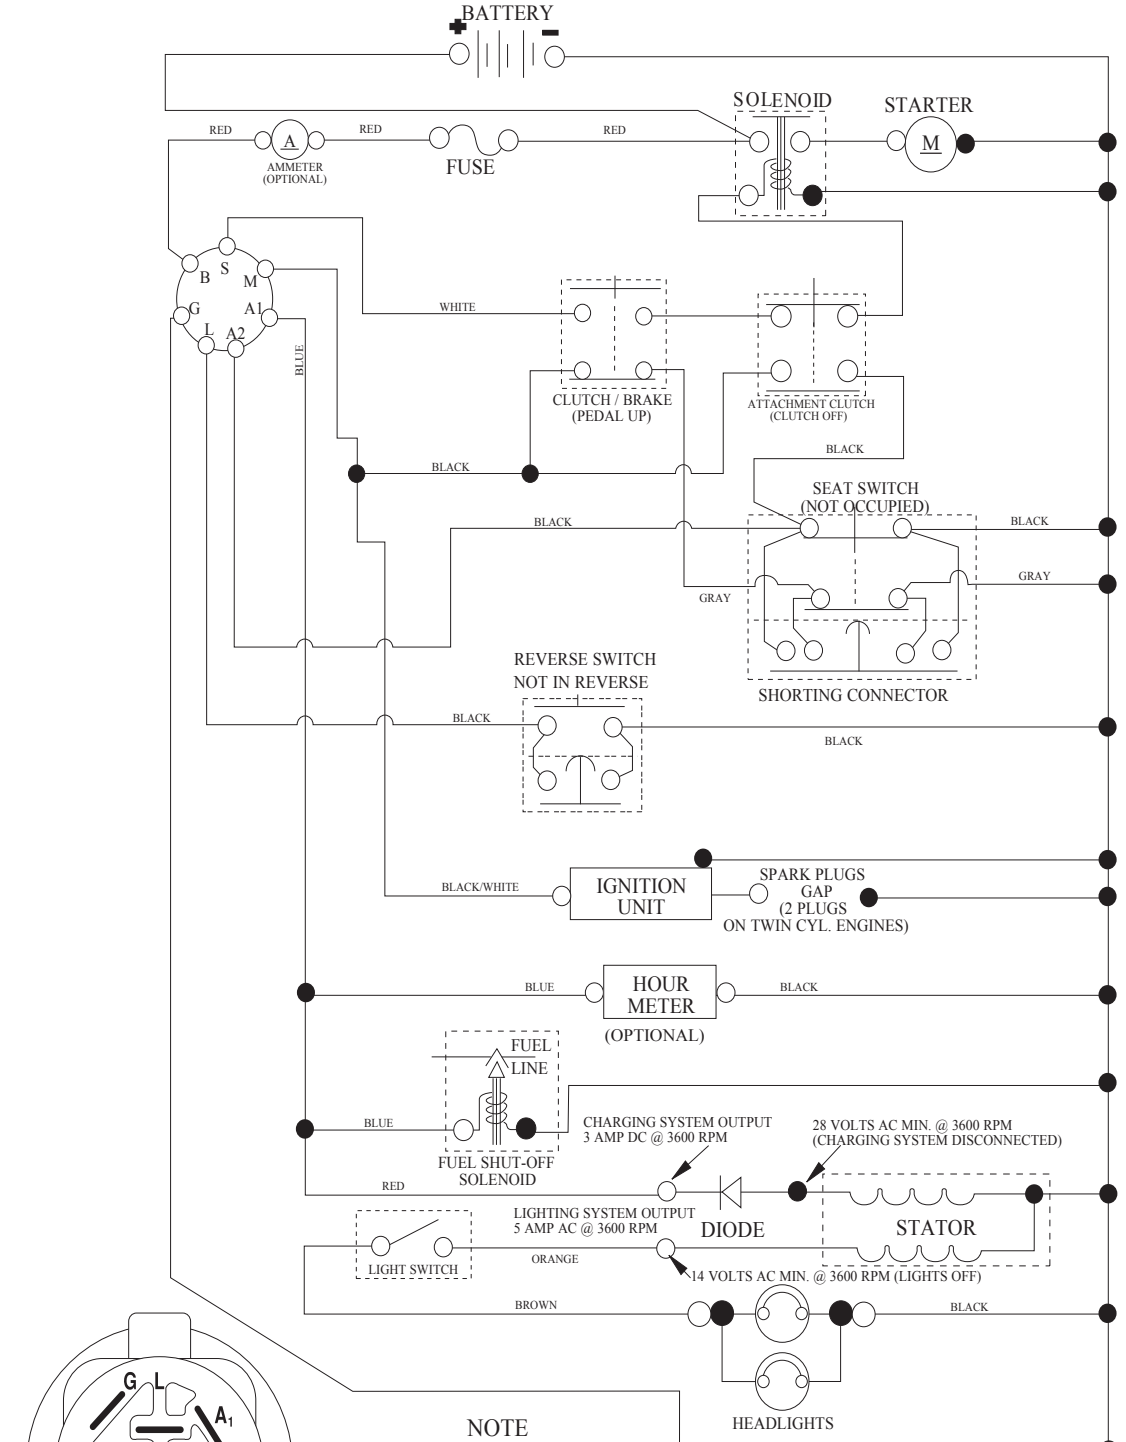 BATTERY
SOLENOID
STARTER
RED
RED
RED
A
M
AMMETER
(OPTIONAL)
FUSE
S
B
M
G
A1
L
A2
BLUE
WHITE
CLUTCH / BRAKE
(PEDAL UP)
ATTACHMENT CLUTCH
(CLUTCH OFF)
BLACK
BLACK
SEAT SWITCH
(NOT OCCUPIED)
BLACK
BLACK
GRAY
GRAY
REVERSE SWITCH
NOT IN REVERSE
SHORTING CONNECTOR
BLACK
BLACK
SPARK PLUGS
GAP
(2 PLUGS
ON TWIN CYL. ENGINES)
BLACK/WHITE
IGNITION
UNIT
BLUE
HOUR
METER
BLACK
(OPTIONAL)
FUEL
LINE
BLUE
CHARGING SYSTEM OUTPUT
3 AMP DC @ 3600 RPM
28 VOLTS AC MIN. @ 3600 RPM
(CHARGING SYSTEM DISCONNECTED)
FUEL SHUT-OFF
SOLENOID
RED
LIGHTING SYSTEM OUTPUT
5 AMP AC @ 3600 RPM
DIODE
STATOR
LIGHT SWITCH
ORANGE
14 VOLTS AC MIN. @ 3600 RPM (LIGHTS OFF)
BROWN
BLACK
HEADLIGHTS
G
L
A1
NOTE